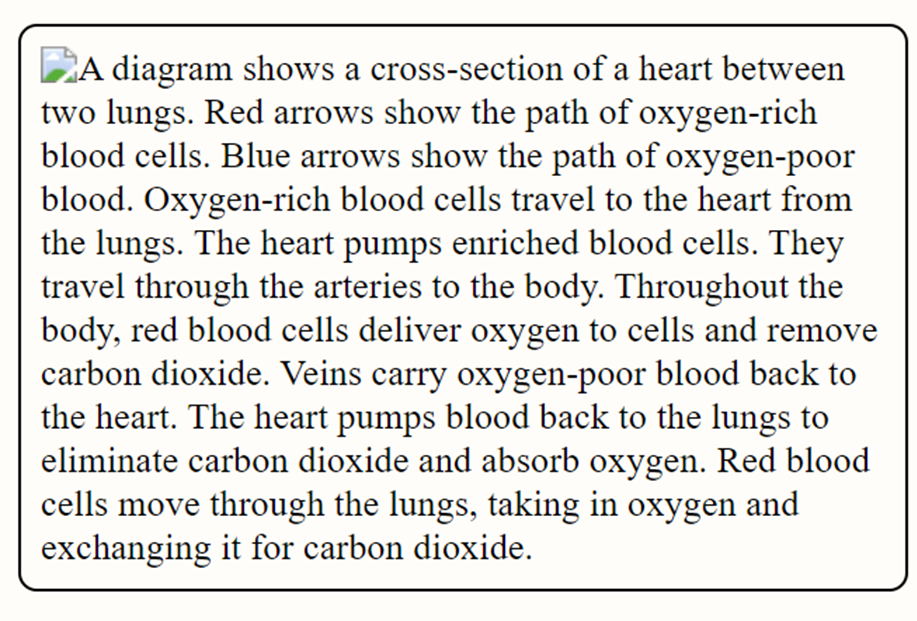 A diagram shows a cross-section of a heart between
two lungs. Red arrows show the path of oxygen-rich
blood cells. Blue arrows show the path of oxygen-poor
blood. Oxygen-rich blood cells travel to the heart from
the lungs. The heart pumps enriched blood cells. They
travel through the arteries to the body. Throughout the
body, red blood cells deliver oxygen to cells and remove
carbon dioxide. Veins carry oxygen-poor blood back to
the heart. The heart pumps blood back to the lungs to
eliminate carbon dioxide and absorb oxygen. Red blood
cells move through the lungs, taking in oxygen and
exchanging it for carbon dioxide.